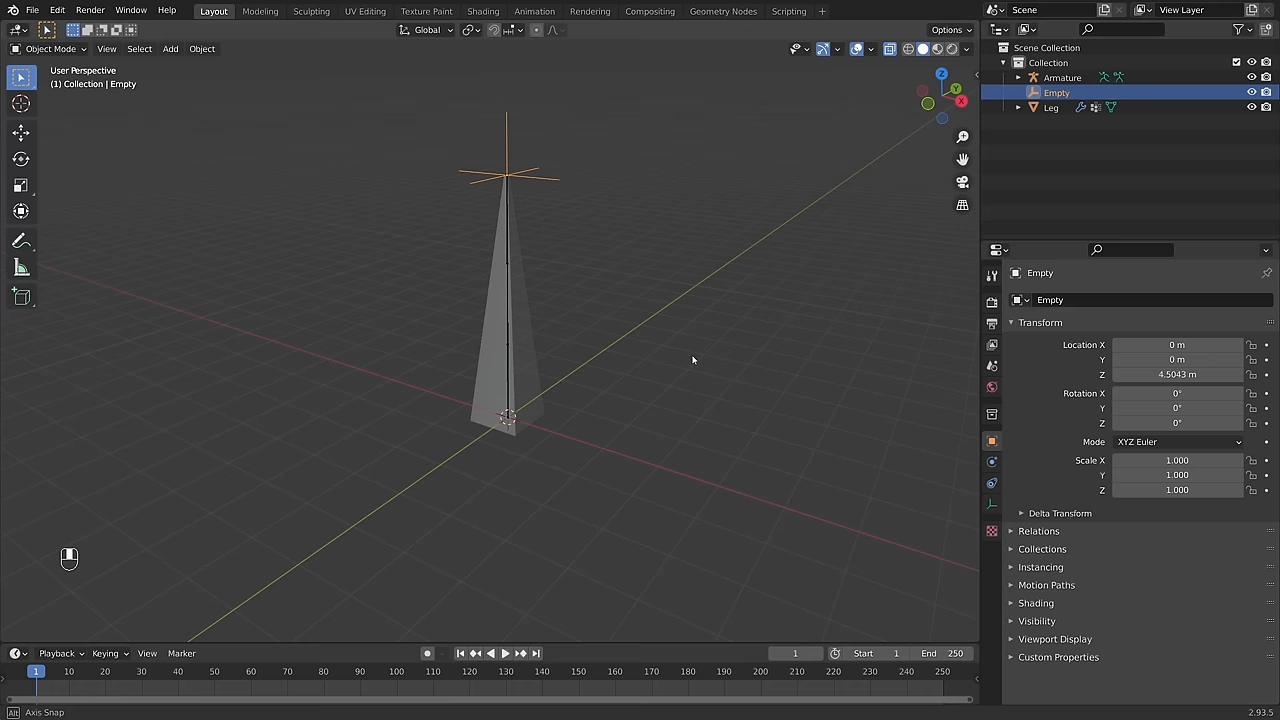 File Edit Render Window Help Layout Modeling Sculpting UV Editing Texture Paint Shading Animation Rendering Compositing Geometry Nodes Scripting + Scene View Layer
Global Options
Object Mode View Select Add Object
User Perspective
(1) Collection | Empty
Z
Y
X
Scene Collection
Collection
Armature
Empty
Leg
Empty
Empty
Transform
Location X 0 m
Y 0 m
Z 4.5043 m
Rotation X 0°
Y 0°
Z 0°
Mode XYZ Euler
Scale X 1.000
Y 1.000
Z 1.000
Delta Transform
Relations
Collections
Instancing
Motion Paths
Shading
Visibility
Viewport Display
Custom Properties
Playback Keying View Marker 1 Start 1 End 250
1 10 20 30 40 50 60 70 80 90 100 110 120 130 140 150 160 170 180 190 200 210 220 230 240 250
Alt Axis Snap 2.93.5